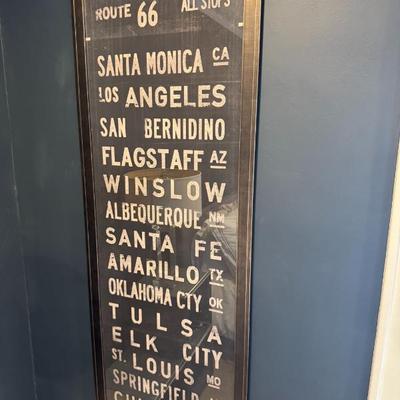 ROUTE 66 ALL STOPS
SANTA MONICA CA
LOS ANGELES
SAN BERNIDINO
FLAGSTAFF AZ
WINSLOW
ALBEQUERQUE NM
SANTA FE
AMARILLO TX
OKLAHOMA CTY OK
TULSA
ELK CITY
ST. LOUIS MO
SPRINGFIELD